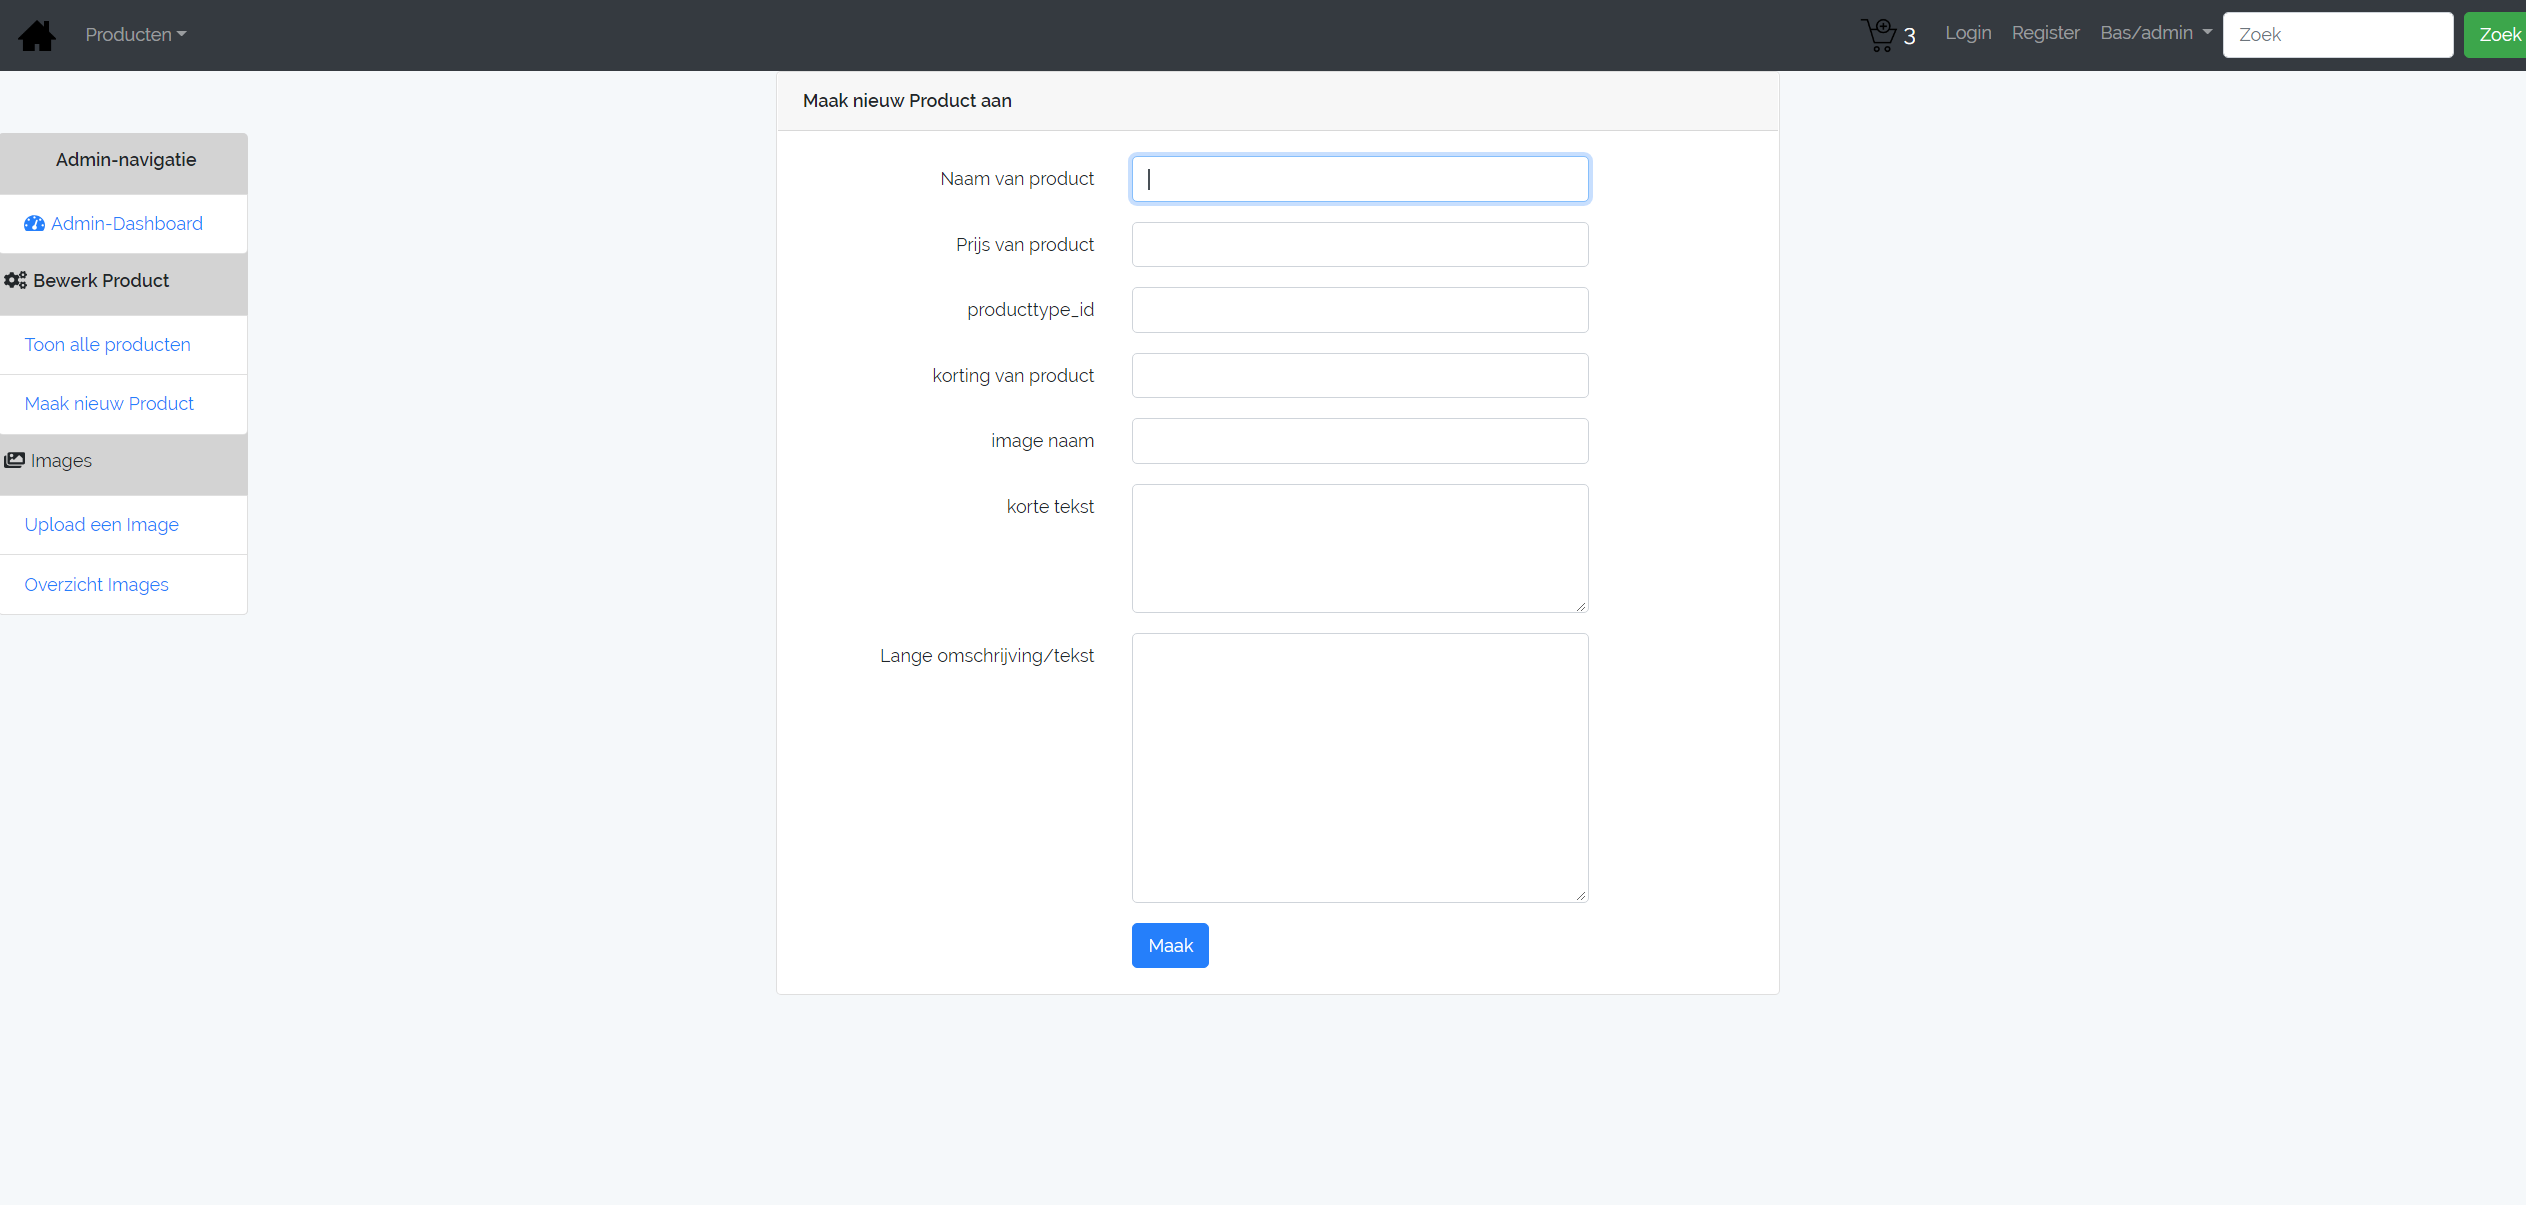 Producten
3
Login
Register
Bas/admin
Zoek
Zoek
Maak nieuw Product aan
Admin-navigatie
Admin-Dashboard
Bewerk Product
Toon alle producten
Maak nieuw Product
Images
Upload een Image
Overzicht Images
Naam van product
Prijs van product
producttype_id
korting van product
image naam
korte tekst
Lange omschrijving/tekst
Maak